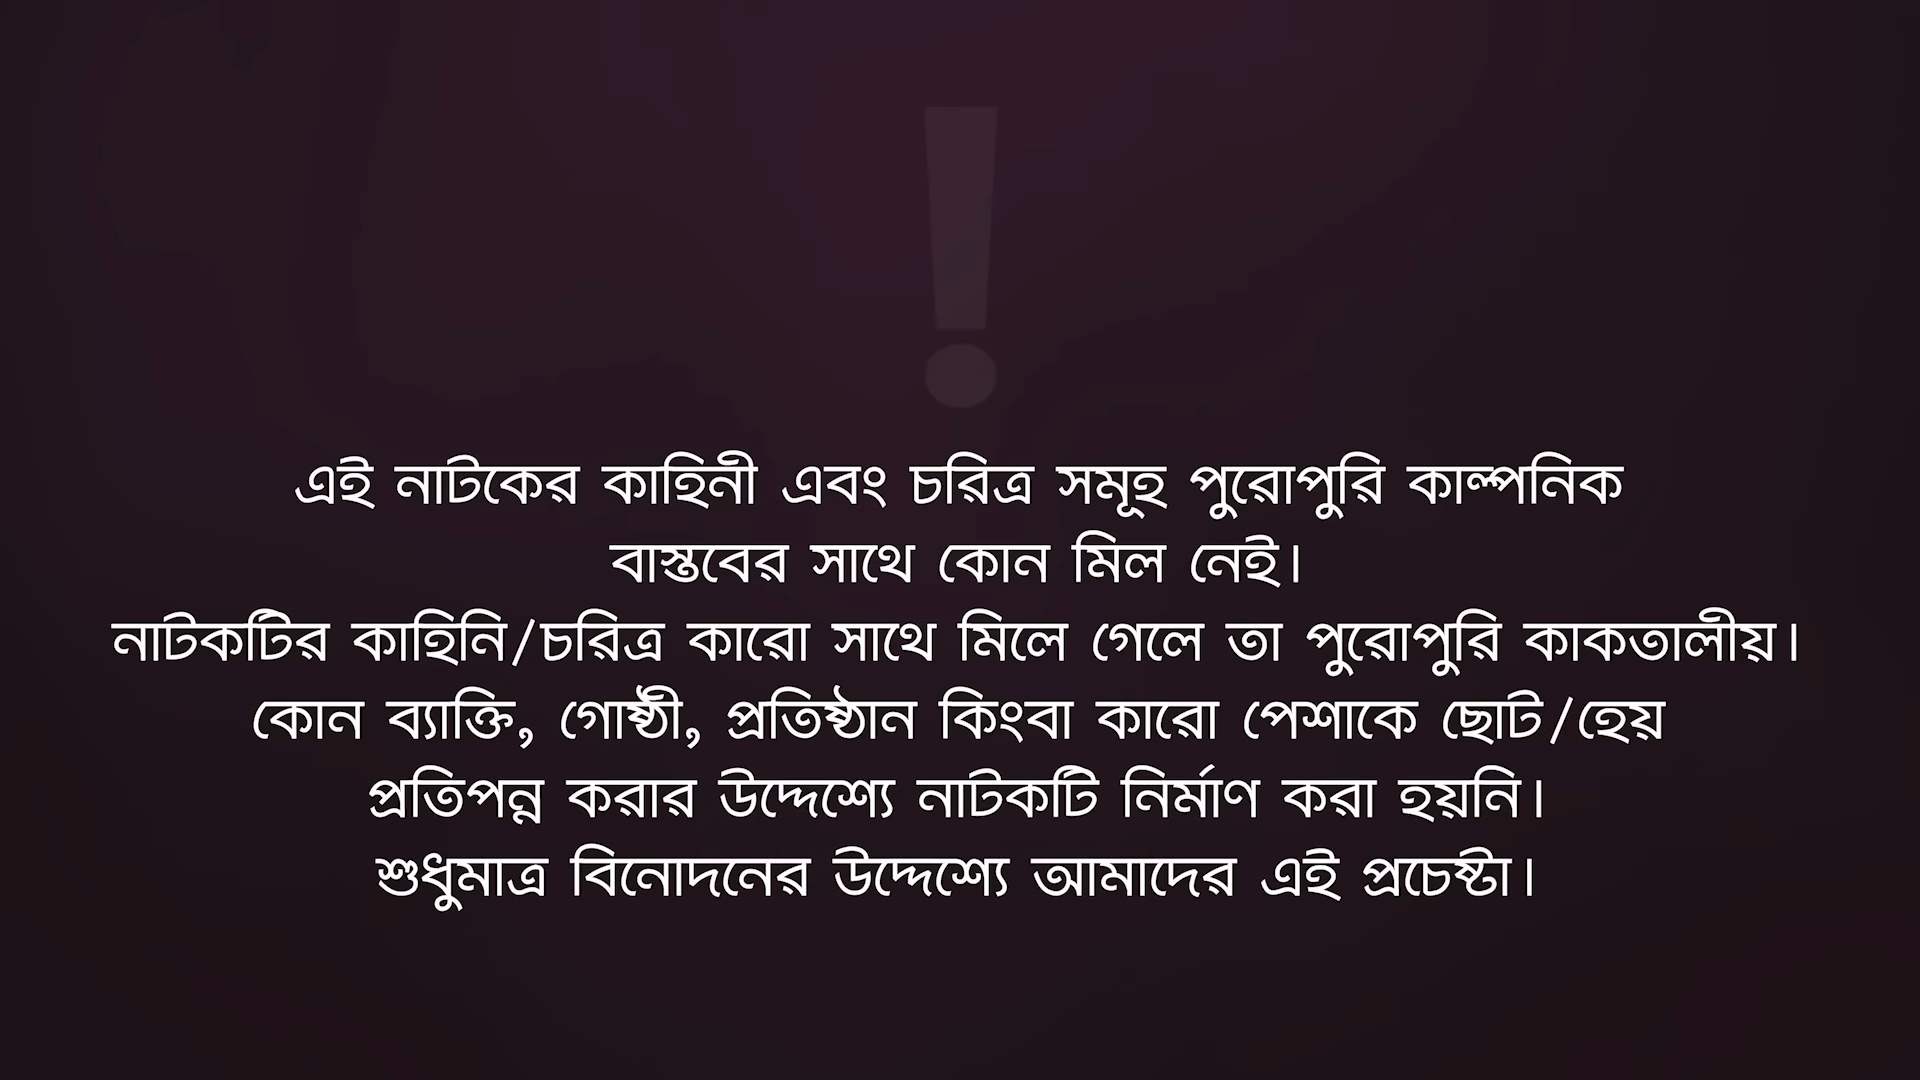 এই নাটকের কাহিনী এবং চরিত্র সমূহ পুরোপুরি কাল্পনিক
বাস্তবের সাথে কোন মিল নেই।
নাটকটির কাহিনি/চরিত্র কারো সাথে মিলে গেলে তা পুরোপুরি কাকতালীয়।
কোন ব্যাক্তি, গোষ্ঠী, প্রতিষ্ঠান কিংবা কারো পেশাকে ছোট/হেয়
প্রতিপন্ন করার উদ্দেশ্যে নাটকটি নির্মাণ করা হয়নি।
শুধুমাত্র বিনোদনের উদ্দেশ্যে আমাদের এই প্রচেষ্টা।